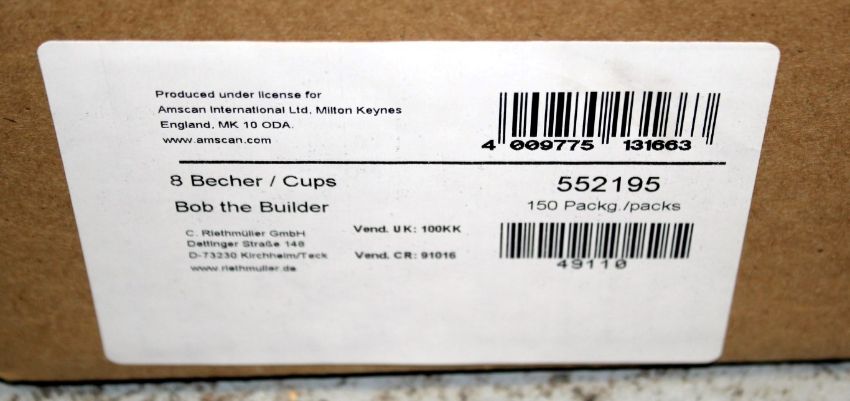 Produced under license for
Amscan International Ltd, Milton Keynes
England, MK 10 ODA.
www.amscan.com
4 009775 131663
8 Becher / Cups
Bob the Builder
552195
150 Packg./packs
C. Riethmüller GmbH
Dettinger Straße 148
D-73230 Kirchheim/Teck
www.riethmuller.de
Vend. UK: 100KK
Vend. CR: 91016
49110